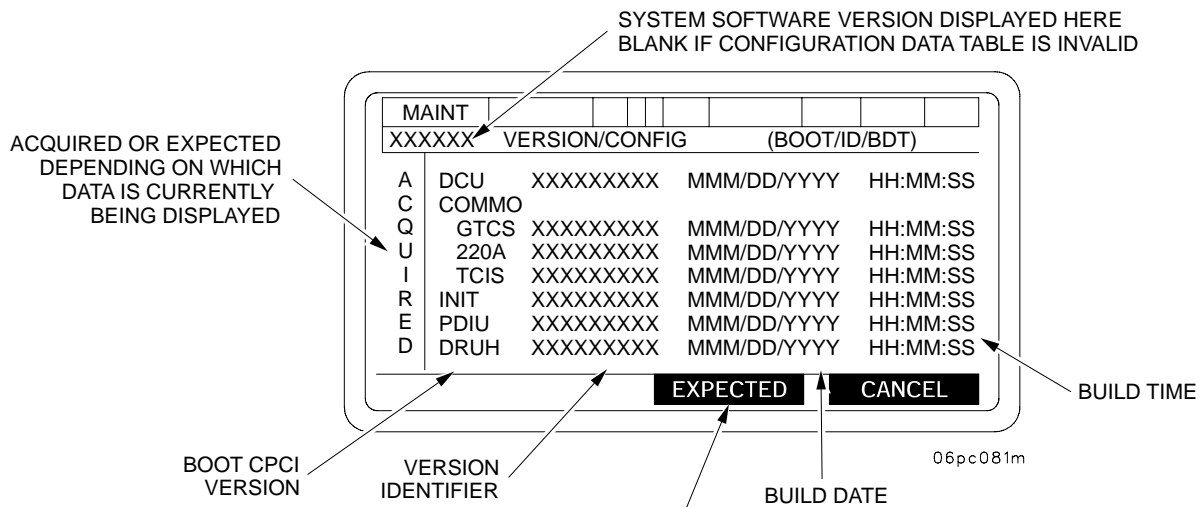 SYSTEM SOFTWARE VERSION DISPLAYED HERE
BLANK IF CONFIGURATION DATA TABLE IS INVALID
ACQUIRED OR EXPECTED
DEPENDING ON WHICH
DATA IS CURRENTLY
BEING DISPLAYED
MAINT
XXXXXX VERSION/CONFIG (BOOT/ID/BDT)
A DCU XXXXXXXXX MMM/DD/YYYY HH:MM:SS
C COMMO
Q GTCS XXXXXXXXX MMM/DD/YYYY HH:MM:SS
U 220A XXXXXXXXX MMM/DD/YYYY HH:MM:SS
I TCIS XXXXXXXXX MMM/DD/YYYY HH:MM:SS
R INIT XXXXXXXXX MMM/DD/YYYY HH:MM:SS
E PDIU XXXXXXXXX MMM/DD/YYYY HH:MM:SS
D DRUH XXXXXXXXX MMM/DD/YYYY HH:MM:SS
EXPECTED CANCEL
BUILD TIME
06pc081m
BOOT CPCI
VERSION
VERSION
IDENTIFIER
BUILD DATE